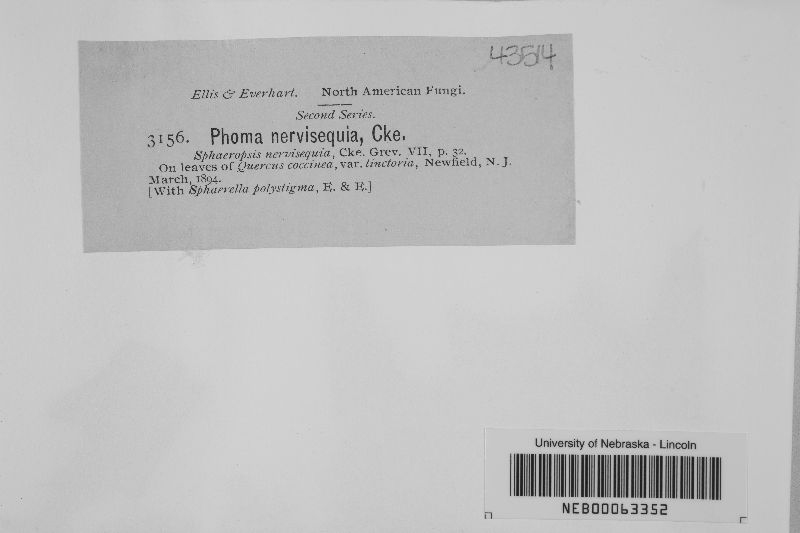 43514
Ellis & Everhart. North American Fungi.
Second Series.
3156. Phoma nervisequia, Cke.
Sphaeropsis nervisequia, Cke. Grev. VII, p. 32.
On leaves of Quercus coccinea, var. tinctoria, Newfield, N. J.
March, 1894.
[With Sphaerella polystigma, E. & E.]
University of Nebraska - Lincoln
NEB00063352